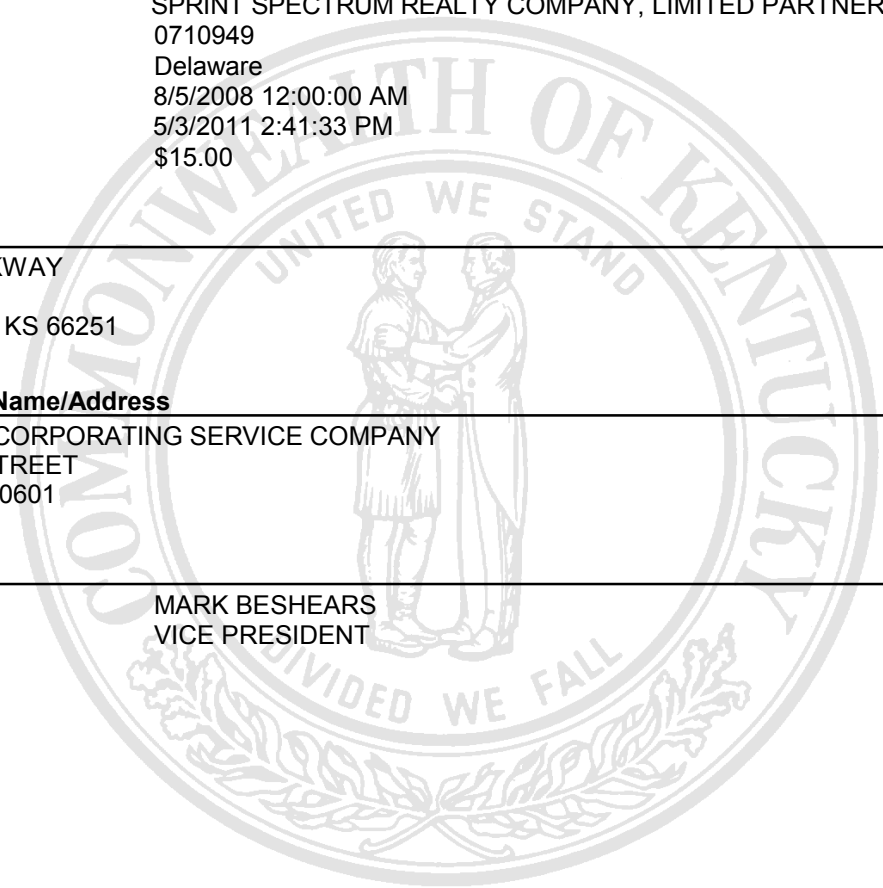 SPRINT SPECTRUM REALTY COMPANY, LIMITED PARTNER
0710949
Delaware
8/5/2008 12:00:00 AM
5/3/2011 2:41:33 PM
$15.00
KWAY
KS 66251
Name/Address
CORPORATING SERVICE COMPANY
TREET
0601
MARK BESHEARS
VICE PRESIDENT
COMMONWEALTH OF KENTUCKY
UNITED WE STAND
DIVIDED WE FALL